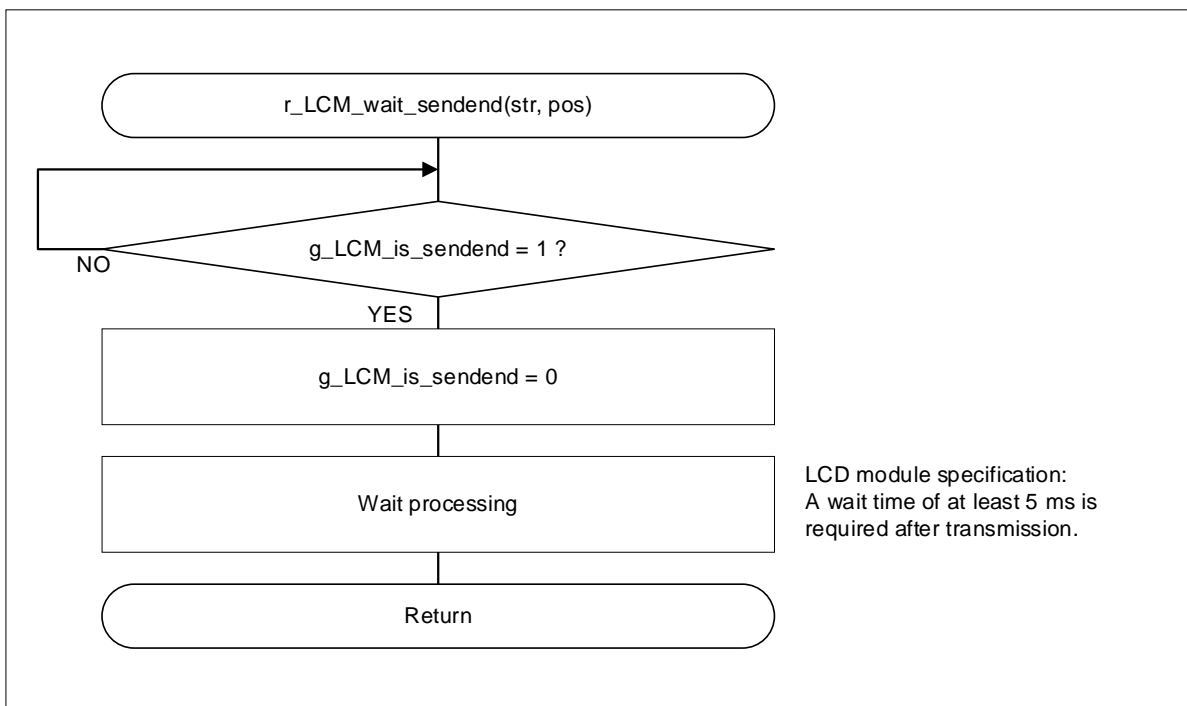 r_LCM_wait_sendend(str, pos)
g_LCM_is_sendend = 1 ?
NO
YES
g_LCM_is_sendend = 0
Wait processing
LCD module specification:
A wait time of at least 5 ms is
required after transmission.
Return